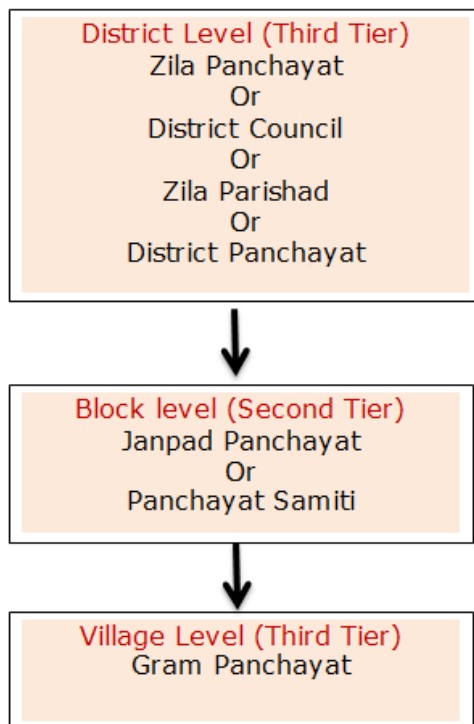 District Level (Third Tier)
Zila Panchayat
Or
District Council
Or
Zila Parishad
Or
District Panchayat
Block level (Second Tier)
Janpad Panchayat
Or
Panchayat Samiti
Village Level (Third Tier)
Gram Panchayat